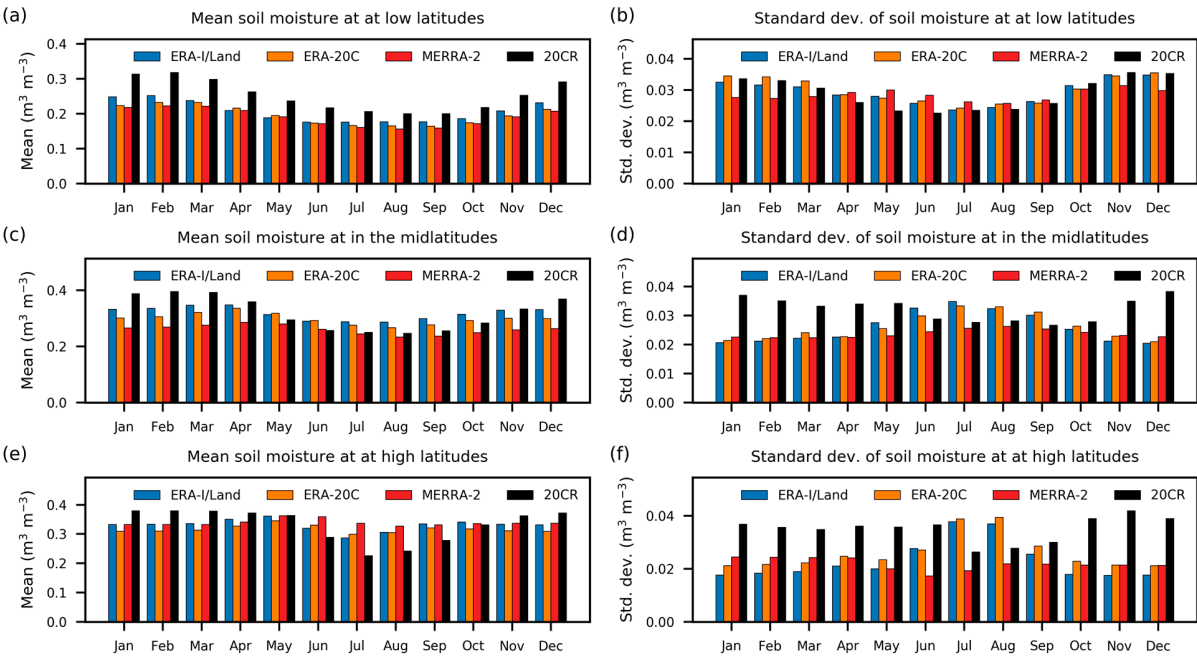 (a) Mean soil moisture at at low latitudes
ERA-I/Land ERA-20C MERRA-2 20CR
Mean (m³ m⁻³)
0.4
0.3
0.2
0.1
0.0
Jan Feb Mar Apr May Jun Jul Aug Sep Oct Nov Dec
(b) Standard dev. of soil moisture at at low latitudes
ERA-I/Land ERA-20C MERRA-2 20CR
Std. dev. (m³ m⁻³)
0.04
0.03
0.02
0.01
0.00
Jan Feb Mar Apr May Jun Jul Aug Sep Oct Nov Dec
(c) Mean soil moisture at in the midlatitudes
ERA-I/Land ERA-20C MERRA-2 20CR
Mean (m³ m⁻³)
0.4
0.2
0.0
Jan Feb Mar Apr May Jun Jul Aug Sep Oct Nov Dec
(d) Standard dev. of soil moisture at in the midlatitudes
ERA-I/Land ERA-20C MERRA-2 20CR
Std. dev. (m³ m⁻³)
0.04
0.03
0.02
0.01
0.00
Jan Feb Mar Apr May Jun Jul Aug Sep Oct Nov Dec
(e) Mean soil moisture at at high latitudes
ERA-I/Land ERA-20C MERRA-2 20CR
Mean (m³ m⁻³)
0.4
0.3
0.2
0.1
0.0
Jan Feb Mar Apr May Jun Jul Aug Sep Oct Nov Dec
(f) Standard dev. of soil moisture at at high latitudes
ERA-I/Land ERA-20C MERRA-2 20CR
Std. dev. (m³ m⁻³)
0.04
0.02
0.00
Jan Feb Mar Apr May Jun Jul Aug Sep Oct Nov Dec